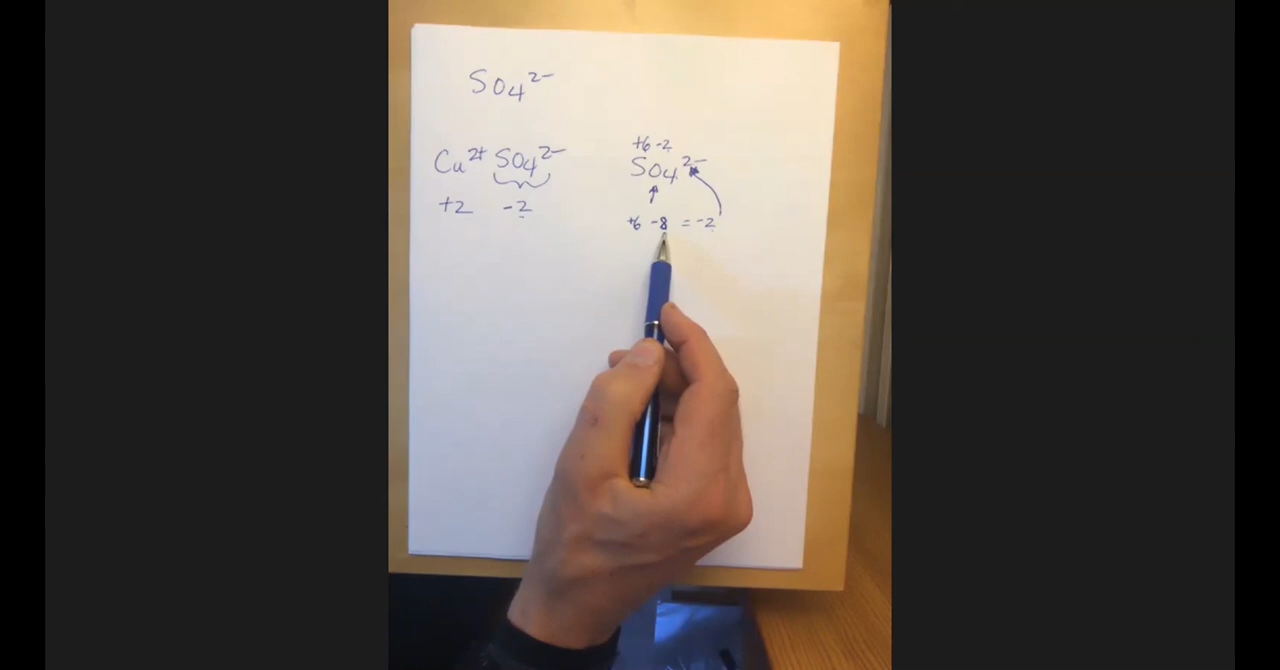 SO4²⁻
Cu²⁺ SO4²⁻
+2 -2
+6 -2
SO4²⁻
+6 -8 = -2